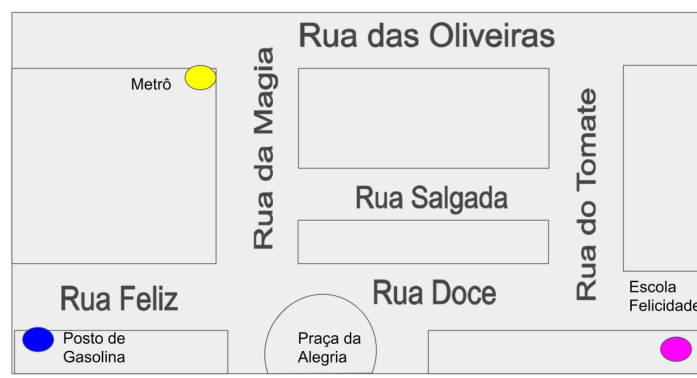 Rua das Oliveiras
Metrô
Rua da Magia
Rua do Tomate
Rua Salgada
Rua Feliz
Rua Doce
Escola
Felicidade
Posto de
Gasolina
Praça da
Alegria